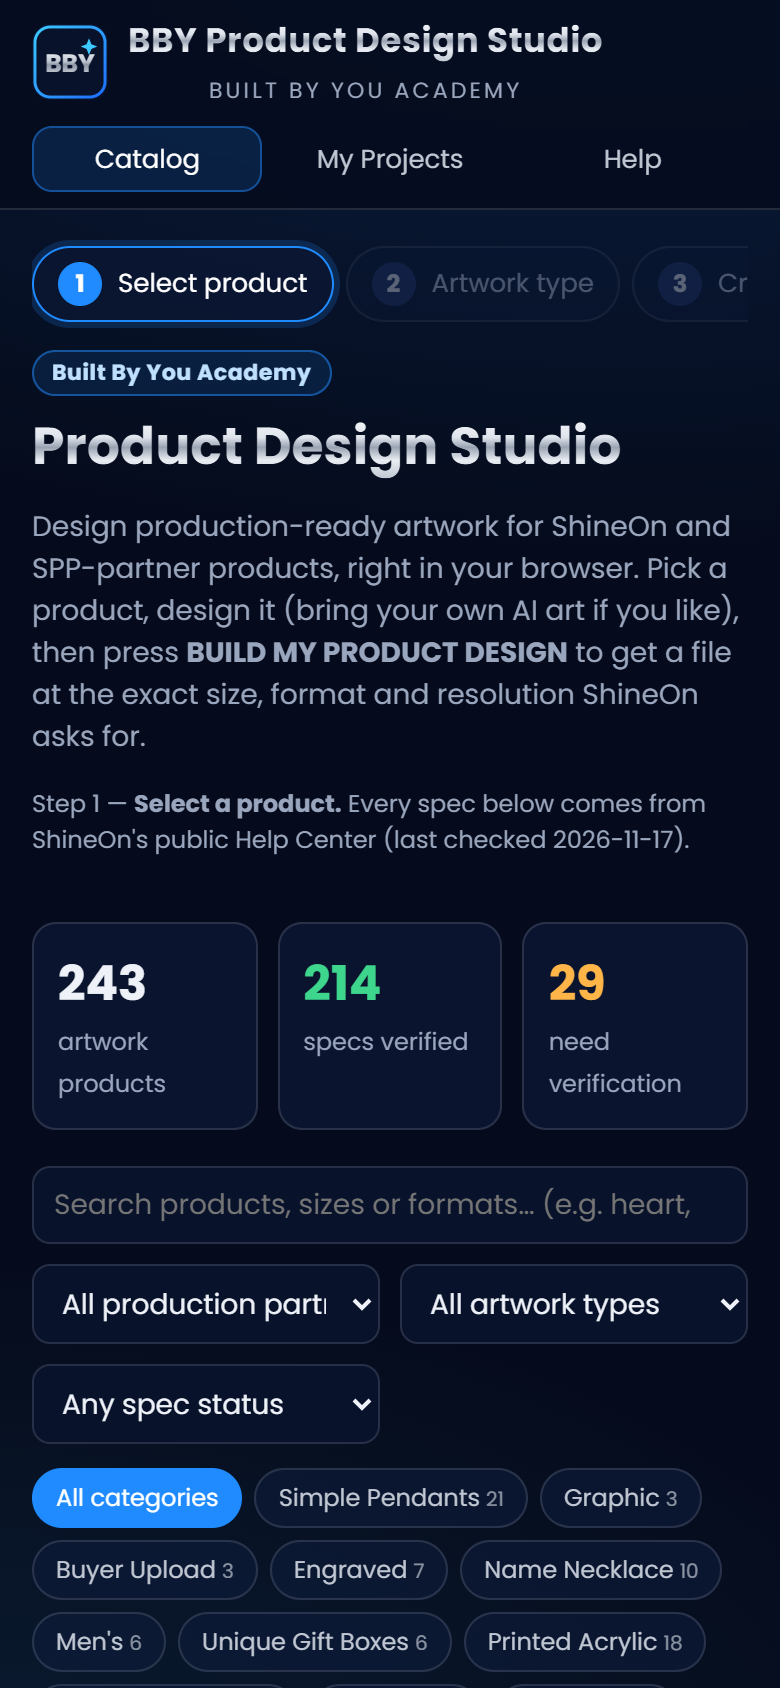 BBY
BBY Product Design Studio
BUILT BY YOU ACADEMY
Catalog
My Projects
Help
1 Select product
2 Artwork type
3 Cr
Built By You Academy
Product Design Studio
Design production-ready artwork for ShineOn and
SPP-partner products, right in your browser. Pick a
product, design it (bring your own AI art if you like),
then press BUILD MY PRODUCT DESIGN to get a file
at the exact size, format and resolution ShineOn
asks for.
Step 1 — Select a product. Every spec below comes from
ShineOn's public Help Center (last checked 2026-11-17).
243
artwork
products
214
specs verified
29
need
verification
Search products, sizes or formats... (e.g. heart,
All production part
All artwork types
Any spec status
All categories
Simple Pendants 21
Graphic 3
Buyer Upload 3
Engraved 7
Name Necklace 10
Men's 6
Unique Gift Boxes 6
Printed Acrylic 18